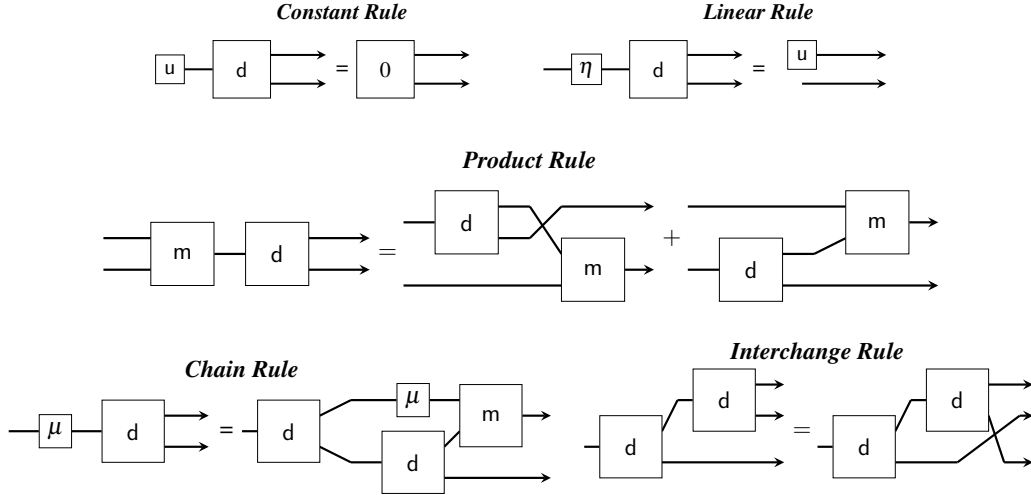 Constant Rule Linear Rule
u d = 0 η d = u
Product Rule
m d = d m + d m
Chain Rule Interchange Rule
μ d = d μ d m d d = d d